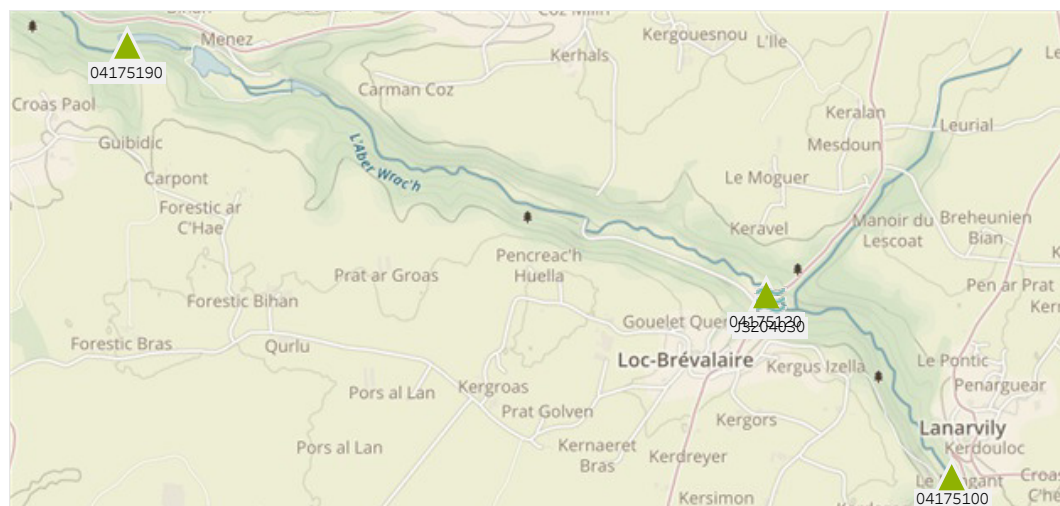 Coz Milin
Kergouesnou
L'Ile
Menez
Kerhals
04175190
Carman Coz
Croas Paol
Keralan
Leurial
Guibidic
Mesdoun
L'Aber Wrac'h
Carpont
Le Moguer
Forestic ar
C'Hae
Keravel
Manoir du
Lescoat
Breheunien
Bian
Pencreac'h
Huella
Prat ar Groas
Pen ar Prat
Forestic Bihan
Gouelet Quer
04175120
J3204030
Forestic Bras
Qurlu
Loc-Brévalaire
Kergus Izella
Le Pontic
Pors al Lan
Kergroas
Penarguear
Prat Golven
Kergors
Lanarvily
Pors al Lan
Kernaeret
Bras
Kerdreyer
Kerdouloc
Croas
C'hé
Kersimon
04175100